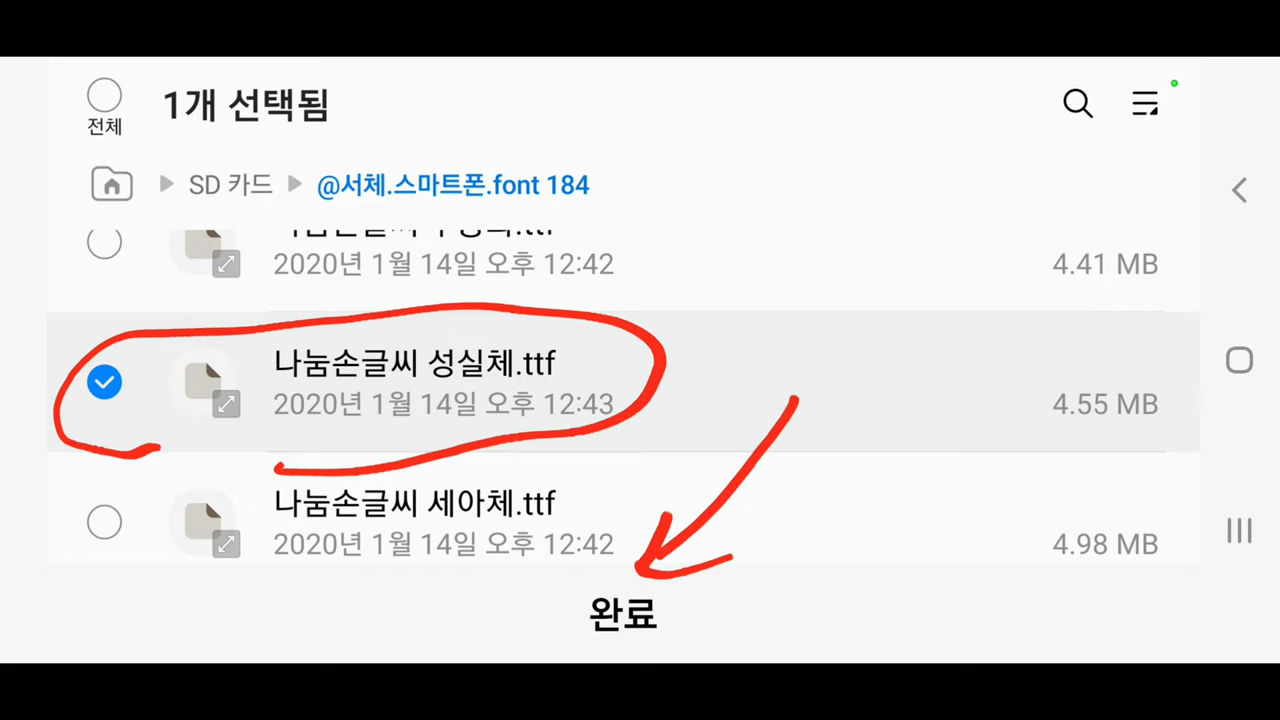 1개 선택됨
전체
SD 카드 ▶ @서체.스마트폰.font 184
2020년 1월 14일 오후 12:42 4.41 MB
나눔손글씨 성실체.ttf
2020년 1월 14일 오후 12:43 4.55 MB
나눔손글씨 세아체.ttf
2020년 1월 14일 오후 12:42 4.98 MB
완료